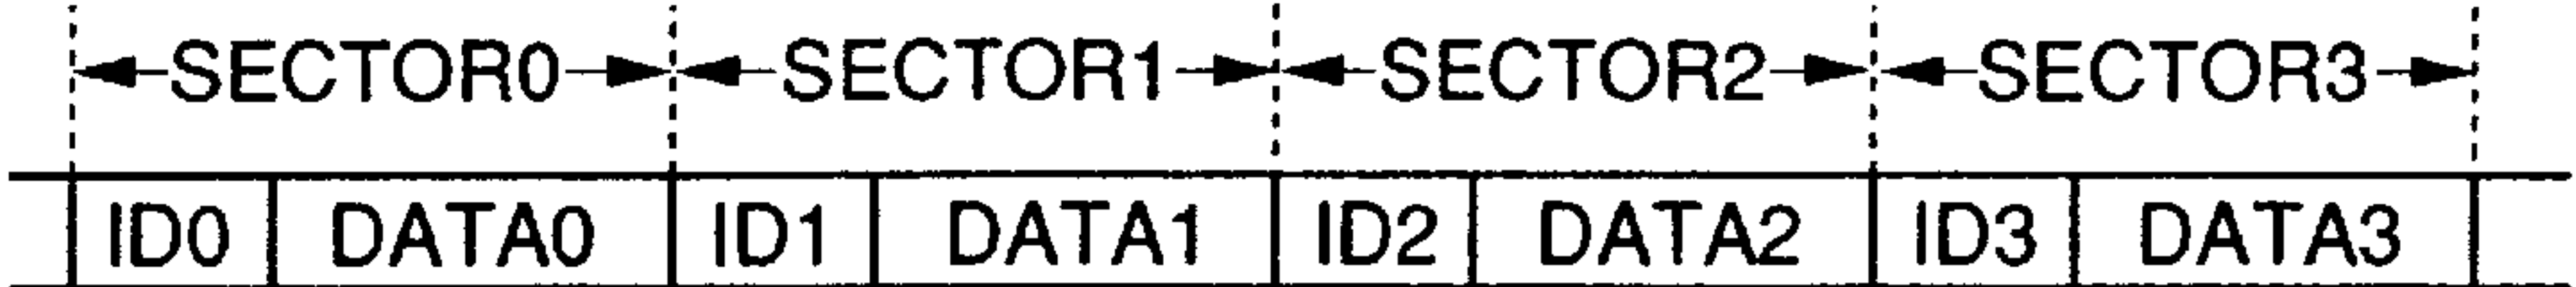 SECTOR0 SECTOR1 SECTOR2 SECTOR3
ID0 DATA0 ID1 DATA1 ID2 DATA2 ID3 DATA3